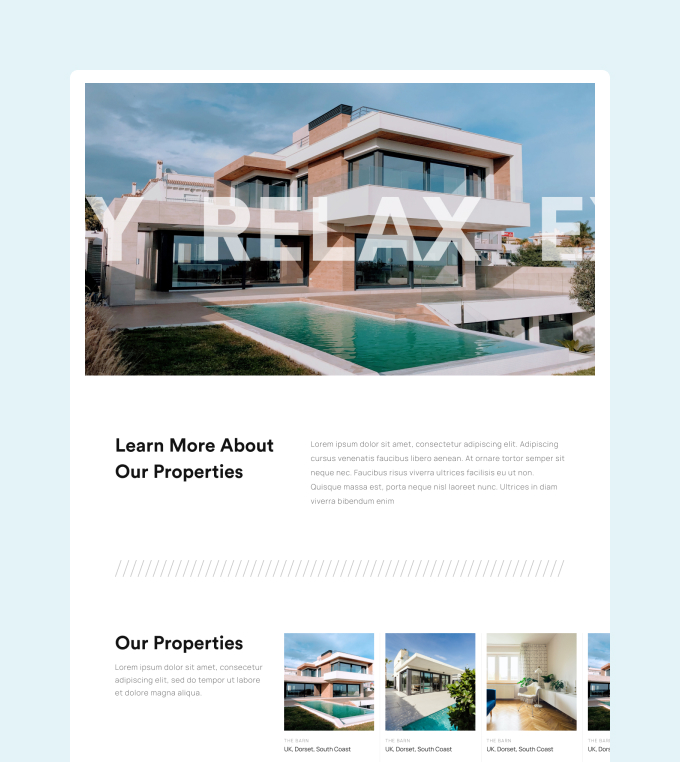 Y RELAX E
Learn More About
Our Properties
Lorem ipsum dolor sit amet, consectetur adipiscing elit. Adipiscing
cursus venenatis faucibus libero aenean. At ornare tortor semper sit
neque nec. Faucibus risus viverra ultrices facilisis eu ut non.
Quisque massa est, porta neque nisl laoreet nunc. Ultrices in diam
viverra bibendum enim
Our Properties
Lorem ipsum dolor sit amet, consecetur
adipiscing elit, sed do tempor ut labore
et dolore magna aliqua.
THE BARN
UK, Dorset, South Coast
THE BARN
UK, Dorset, South Coast
THE BARN
UK, Dorset, South Coast
THE BAR
UK, Dors